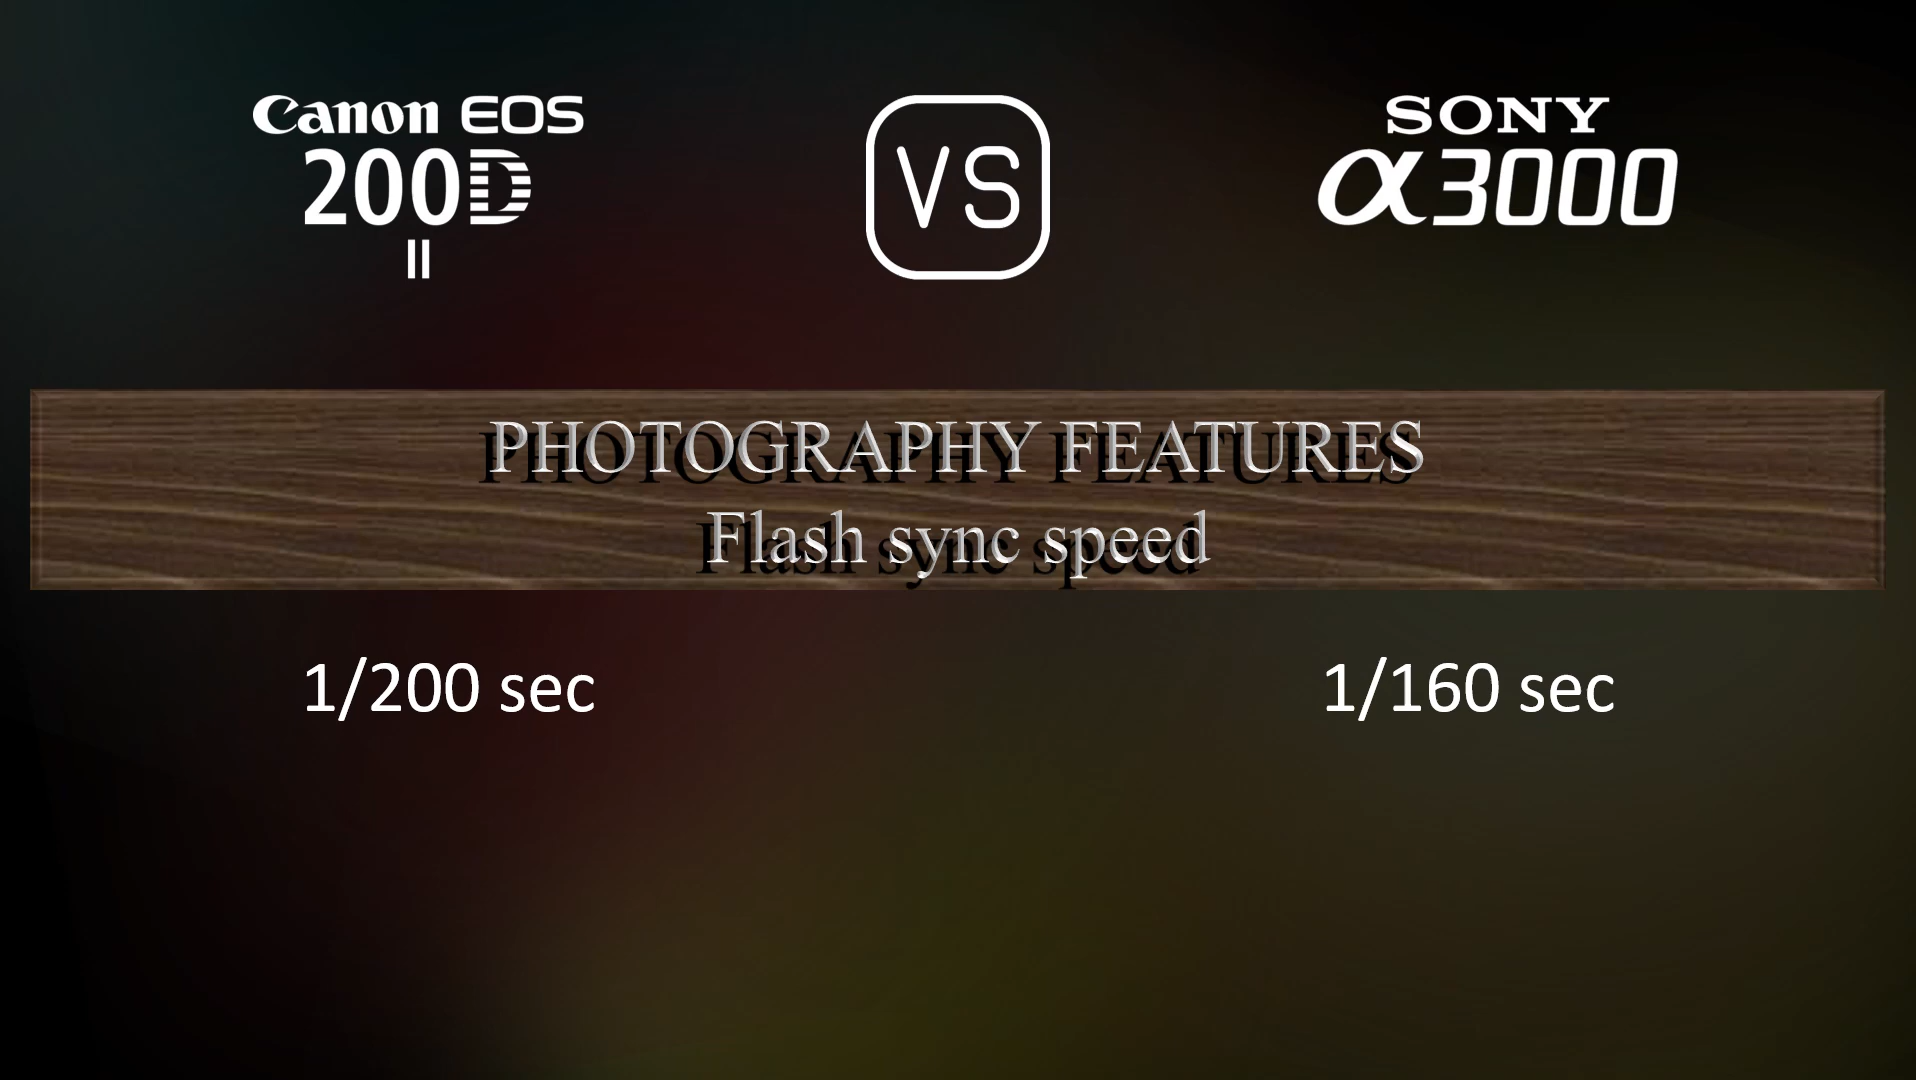 Canon EOS
200D
II
VS
SONY
α3000
PHOTOGRAPHY FEATURES
Flash sync speed
1/200 sec
1/160 sec